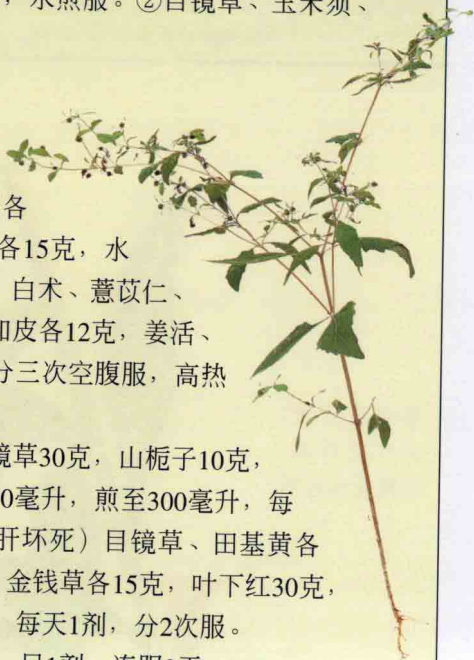 ，水煎服。②目镜草、玉米须、
各
各15克，水
白术、薏苡仁、
皮各12克，姜活、
分三次空腹服，高热
镜草30克，山栀子10克，
0毫升，煎至300毫升，每
肝坏死）目镜草、田基黄各
金钱草各15克，叶下红30克，
每天1剂，分2次服。